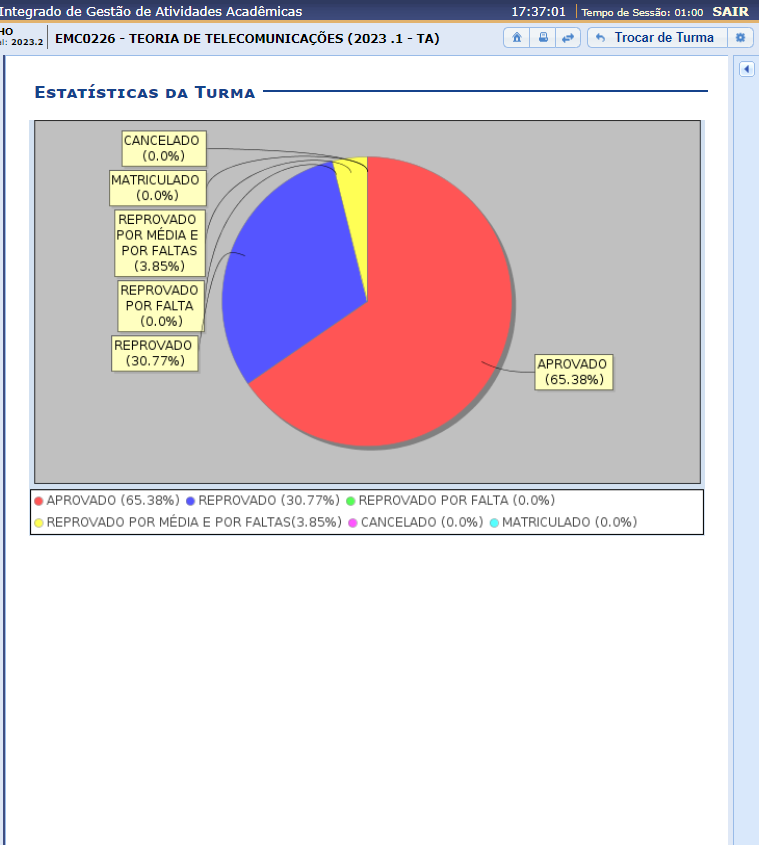 Integrado de Gestão de Atividades Acadêmicas 17:37:01 Tempo de Sessão: 01:00 SAIR
HO
el: 2023.2
EMC0226 - TEORIA DE TELECOMUNICAÇÕES (2023 .1 - TA)
Trocar de Turma
Estatísticas da Turma
CANCELADO
(0.0%)
MATRICULADO
(0.0%)
REPROVADO
POR MÉDIA E
POR FALTAS
(3.85%)
REPROVADO
POR FALTA
(0.0%)
REPROVADO
(30.77%)
APROVADO
(65.38%)
APROVADO (65.38%) REPROVADO (30.77%) REPROVADO POR FALTA (0.0%)
REPROVADO POR MÉDIA E POR FALTAS(3.85%) CANCELADO (0.0%) MATRICULADO (0.0%)